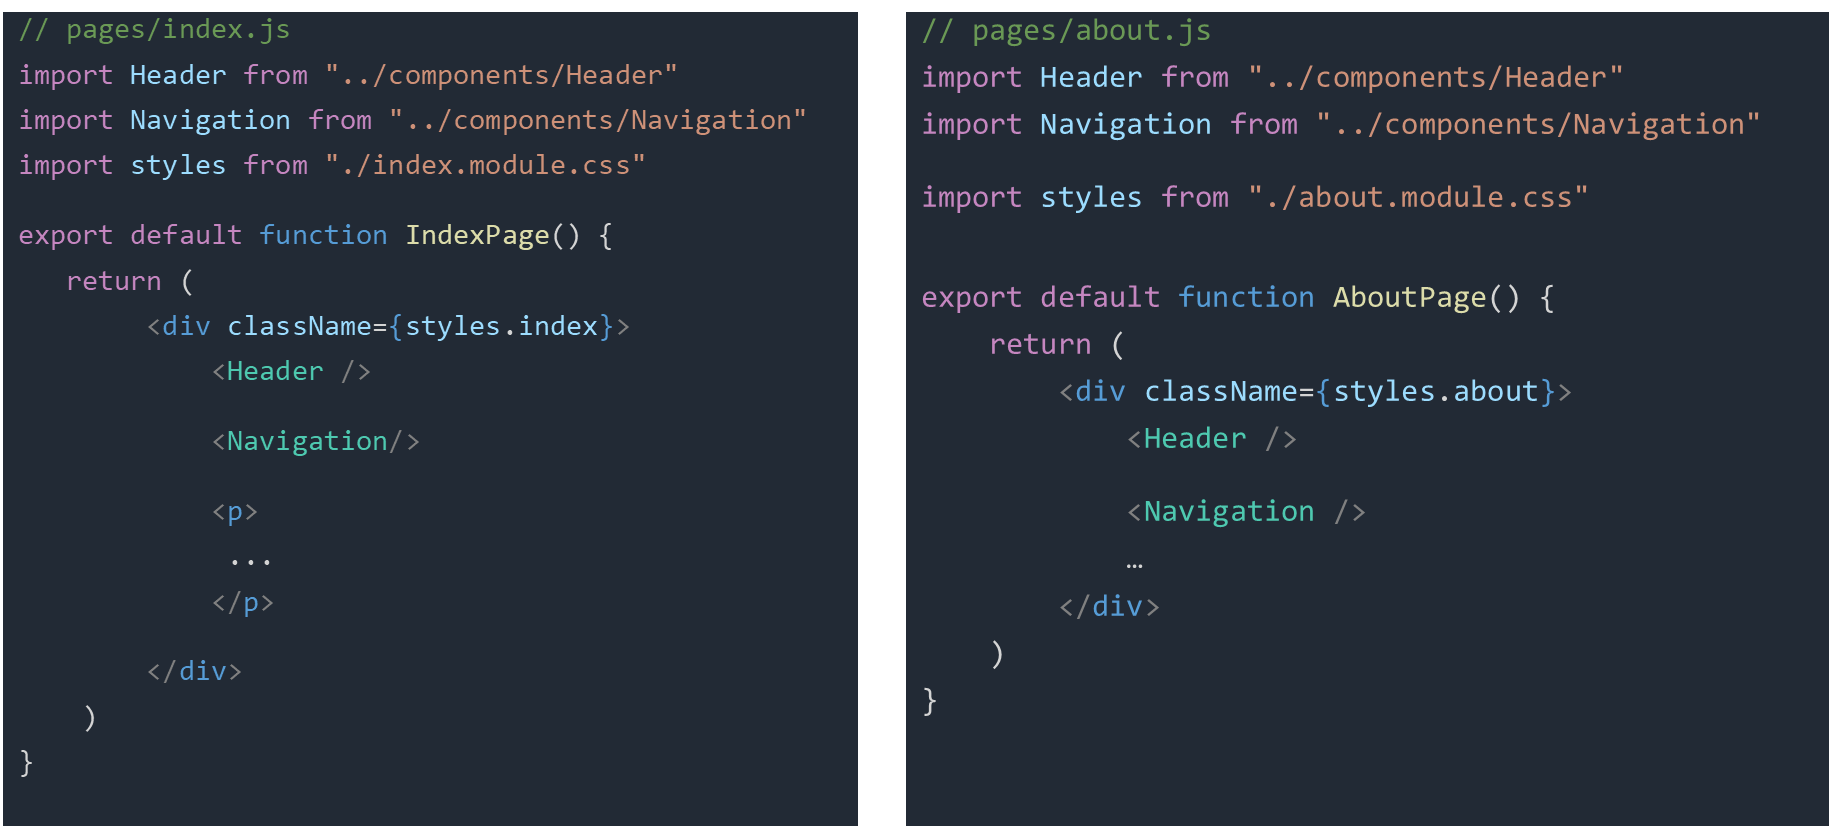 // pages/index.js
import Header from "../components/Header"
import Navigation from "../components/Navigation"
import styles from "./index.module.css"
export default function IndexPage() {
return (
<div className={styles.index}>
<Header />
<Navigation/>
<p>
...
</p>
</div>
)
}
// pages/about.js
import Header from "../components/Header"
import Navigation from "../components/Navigation"
import styles from "./about.module.css"
export default function AboutPage() {
return (
<div className={styles.about}>
<Header />
<Navigation />
…
</div>
)
}